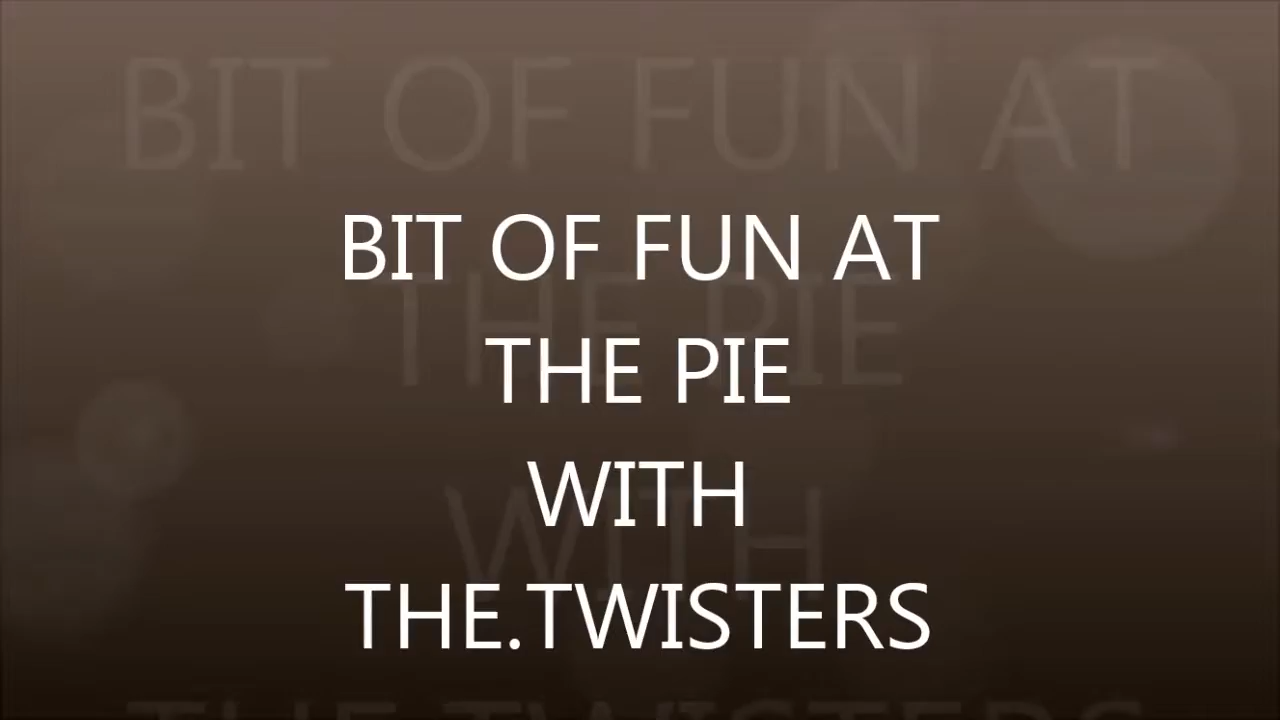 BIT OF FUN AT
THE PIE
WITH
THE.TWISTERS